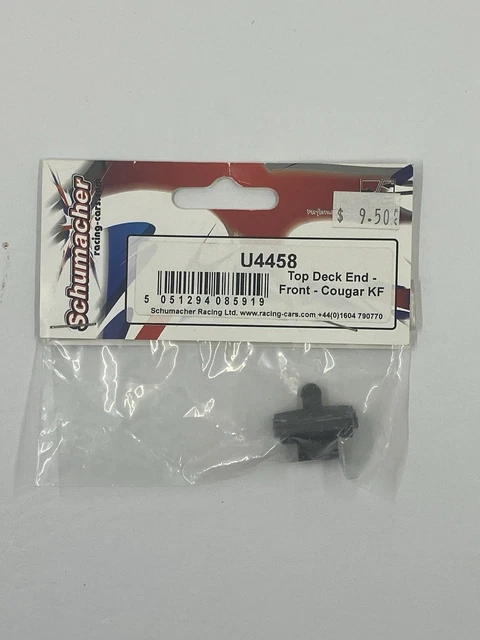 Schumacher
racing-cars.com
$ 9.50
U4458
Top Deck End -
Front - Cougar KF
5 051294 085919
Schumacher Racing Ltd. www.racing-cars.com +44(0)1604 790770